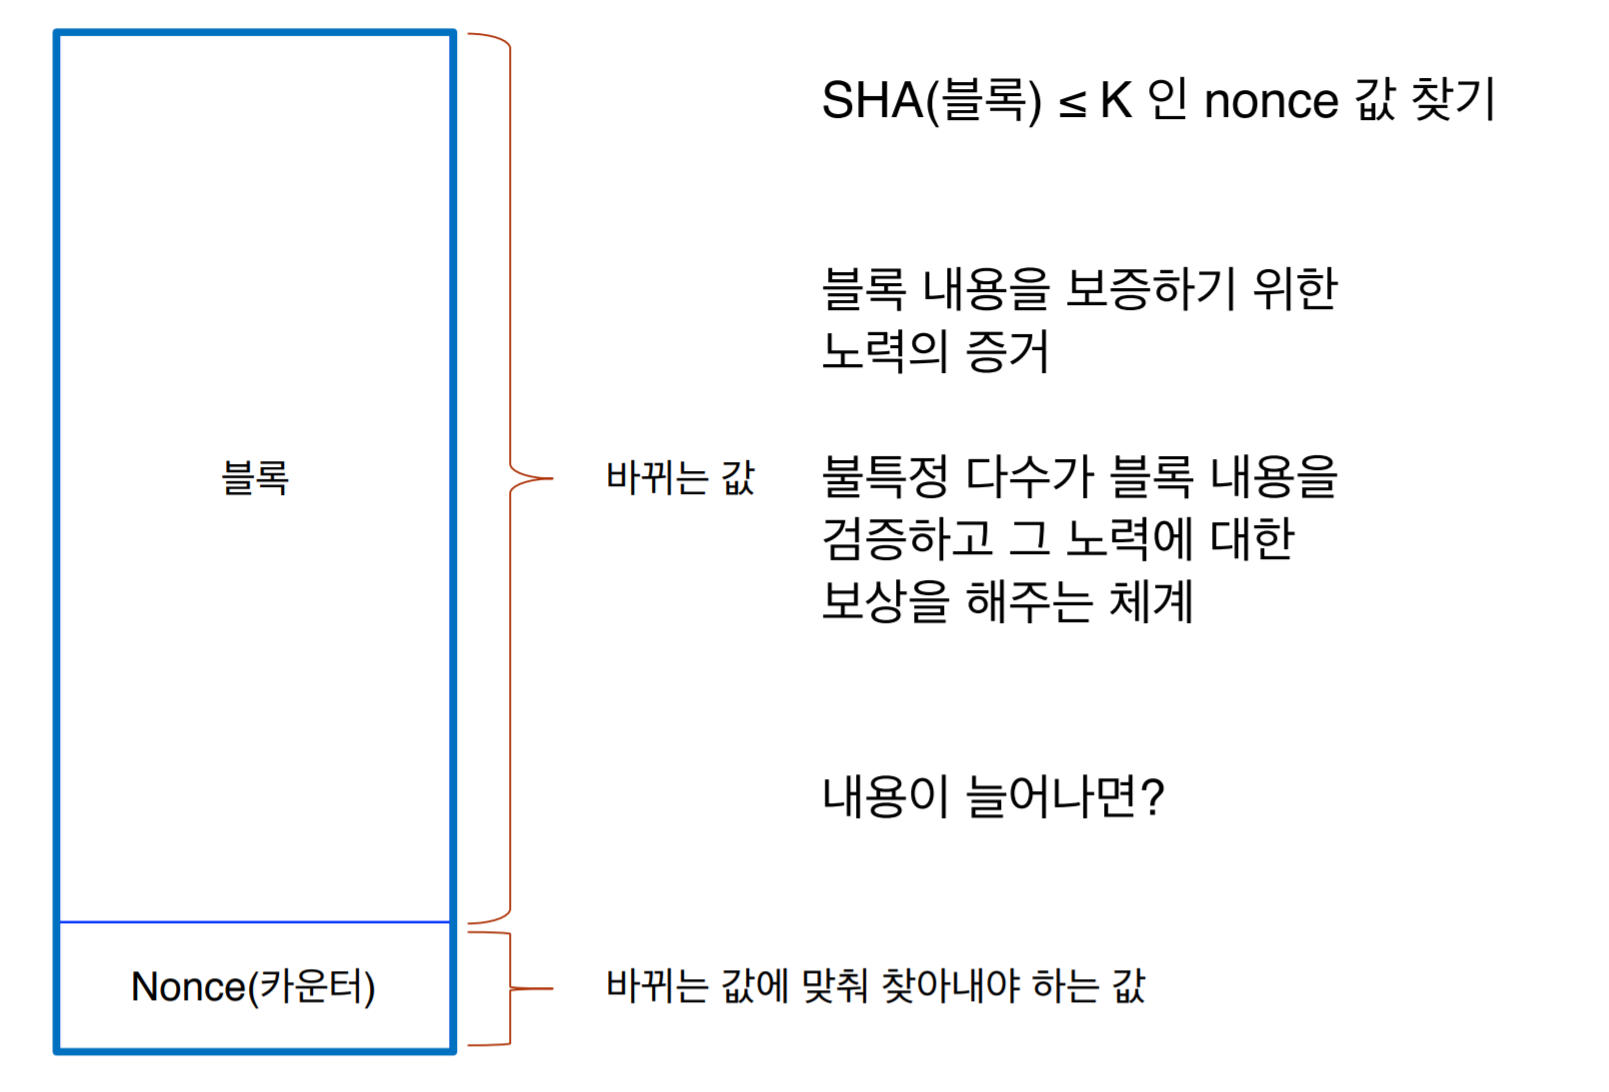 SHA(블록) ≤ K 인 nonce 값 찾기
블록 내용을 보증하기 위한
노력의 증거
블록
바뀌는 값
불특정 다수가 블록 내용을
검증하고 그 노력에 대한
보상을 해주는 체계
내용이 늘어나면?
Nonce(카운터)
바뀌는 값에 맞춰 찾아내야 하는 값